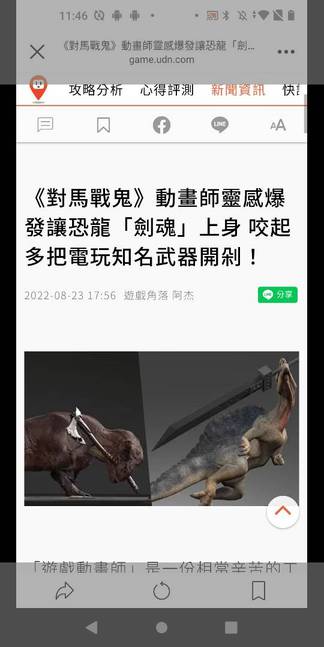 11:46
《對馬戰鬼》動畫師靈感爆發讓恐龍「劍...
game.udn.com
攻略分析 心得評測 新聞資訊
AA
《對馬戰鬼》動畫師靈感爆
發讓恐龍「劍魂」上身 咬起
多把電玩知名武器開剁！
2022-08-23 17:56 遊戲角落 阿杰
分享
「遊戲動畫師」是一份相當辛苦的工